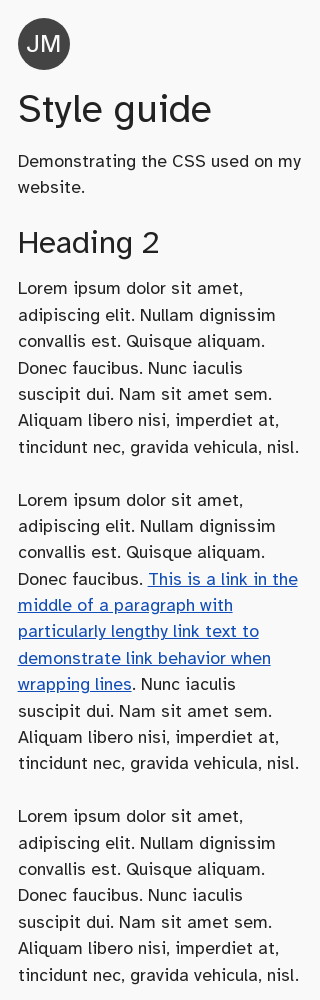 JM
Style guide
Demonstrating the CSS used on my
website.
Heading 2
Lorem ipsum dolor sit amet,
adipiscing elit. Nullam dignissim
convallis est. Quisque aliquam.
Donec faucibus. Nunc iaculis
suscipit dui. Nam sit amet sem.
Aliquam libero nisi, imperdiet at,
tincidunt nec, gravida vehicula, nisl.
Lorem ipsum dolor sit amet,
adipiscing elit. Nullam dignissim
convallis est. Quisque aliquam.
Donec faucibus. This is a link in the
middle of a paragraph with
particularly lengthy link text to
demonstrate link behavior when
wrapping lines. Nunc iaculis
suscipit dui. Nam sit amet sem.
Aliquam libero nisi, imperdiet at,
tincidunt nec, gravida vehicula, nisl.
Lorem ipsum dolor sit amet,
adipiscing elit. Nullam dignissim
convallis est. Quisque aliquam.
Donec faucibus. Nunc iaculis
suscipit dui. Nam sit amet sem.
Aliquam libero nisi, imperdiet at,
tincidunt nec, gravida vehicula, nisl.